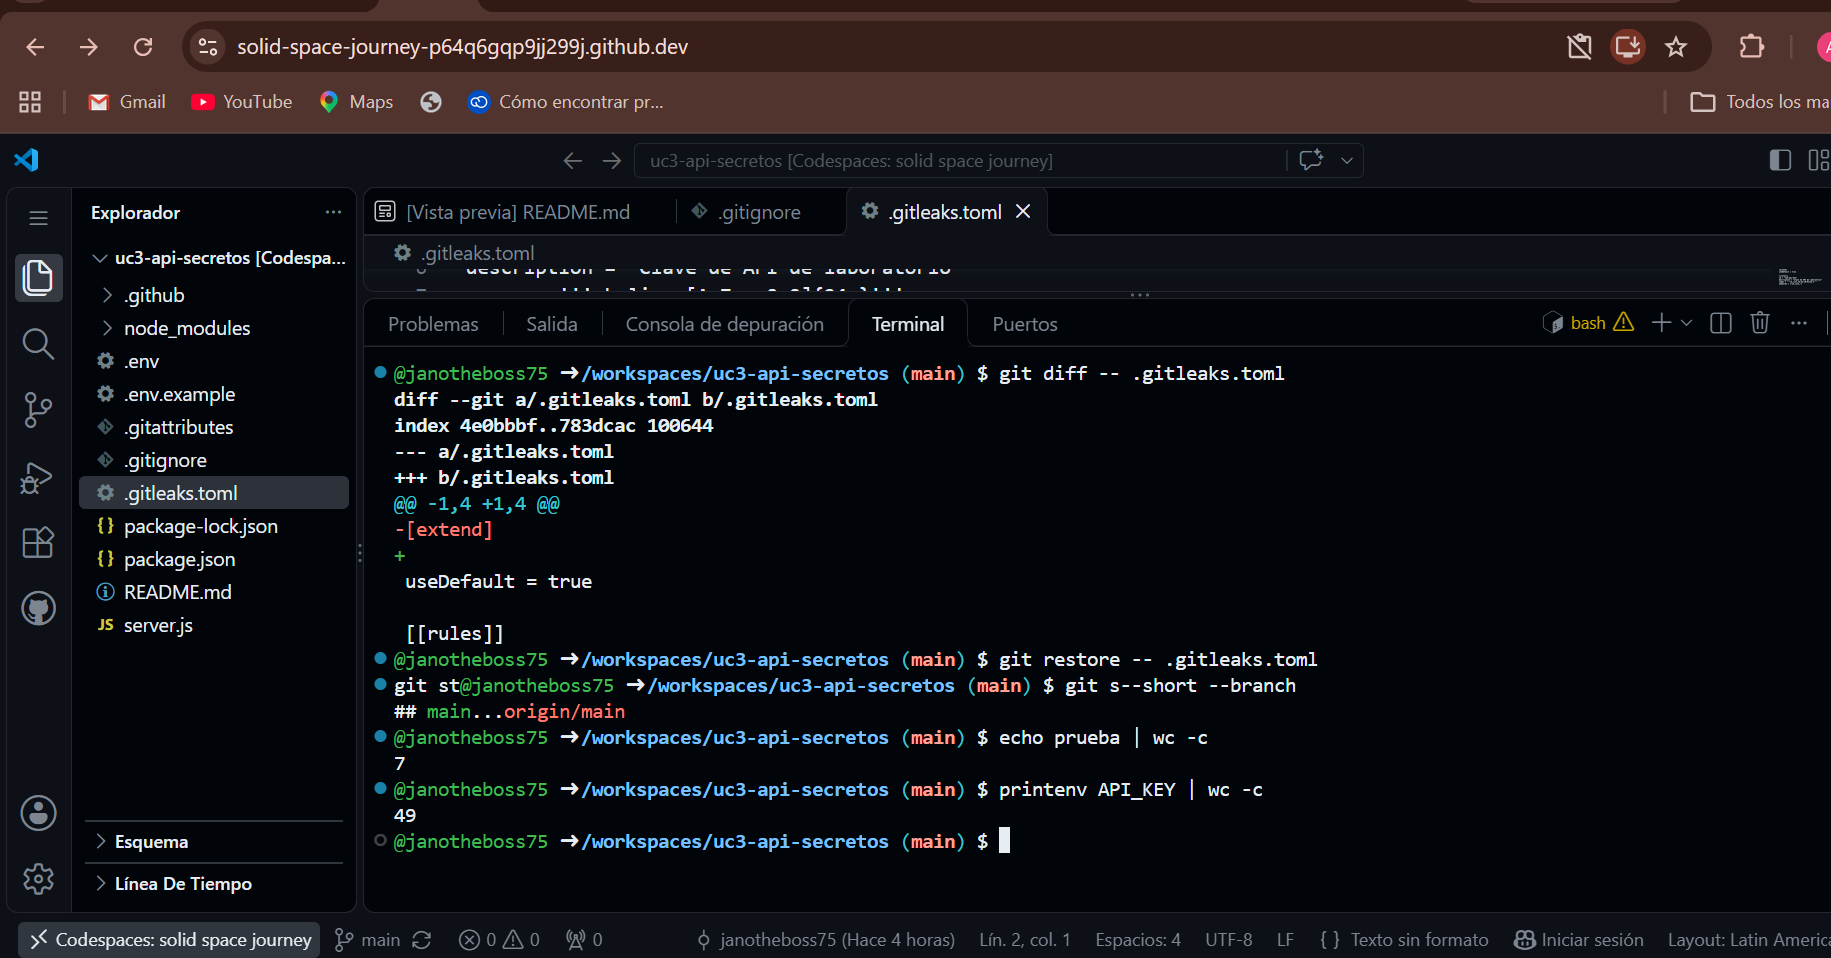 solid-space-journey-p64q6gqp9jj299j.github.dev
Gmail
YouTube
Maps
Cómo encontrar pr...
Todos los ma
uc3-api-secretos [Codespaces: solid space journey]
Explorador
uc3-api-secretos [Codespa...
.github
node_modules
.env
.env.example
.gitattributes
.gitignore
.gitleaks.toml
package-lock.json
package.json
README.md
JS server.js
Esquema
Línea De Tiempo
[Vista previa] README.md
.gitignore
.gitleaks.toml
.gitleaks.toml
description = "Clave de API de laboratorio"
Problemas
Salida
Consola de depuración
Terminal
Puertos
bash
@janotheboss75 ➜/workspaces/uc3-api-secretos (main) $ git diff -- .gitleaks.toml
diff --git a/.gitleaks.toml b/.gitleaks.toml
index 4e0bbbf..783dcac 100644
--- a/.gitleaks.toml
+++ b/.gitleaks.toml
@@ -1,4 +1,4 @@
-[extend]
+
useDefault = true
[[rules]]
@janotheboss75 ➜/workspaces/uc3-api-secretos (main) $ git restore -- .gitleaks.toml
git st@janotheboss75 ➜/workspaces/uc3-api-secretos (main) $ git s--short --branch
## main...origin/main
@janotheboss75 ➜/workspaces/uc3-api-secretos (main) $ echo prueba | wc -c
7
@janotheboss75 ➜/workspaces/uc3-api-secretos (main) $ printenv API_KEY | wc -c
49
@janotheboss75 ➜/workspaces/uc3-api-secretos (main) $
Codespaces: solid space journey
main
0
0
0
janotheboss75 (Hace 4 horas)
Lín. 2, col. 1
Espacios: 4
UTF-8
LF
{ } Texto sin formato
Iniciar sesión
Layout: Latin America